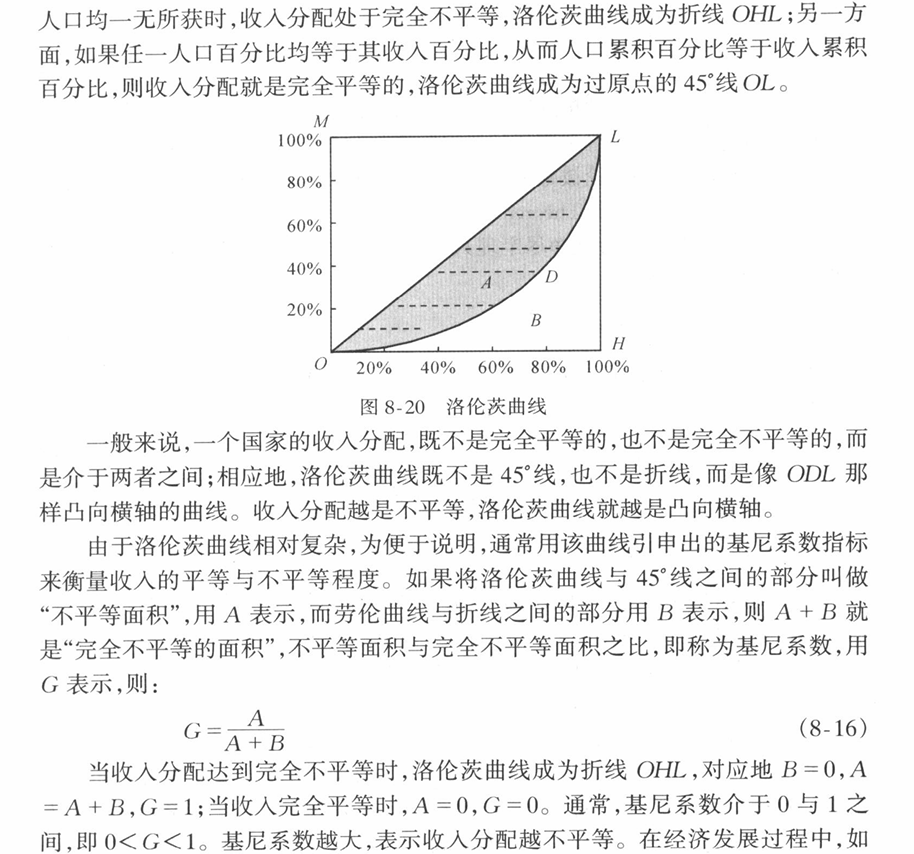 人口均一无所获时,收入分配处于完全不平等,洛伦茨曲线成为折线 OHL;另一方
面,如果任一人口百分比均等于其收入百分比,从而人口累积百分比等于收入累积
百分比,则收入分配就是完全平等的,洛伦茨曲线成为过原点的 45°线OL。
M
100%
L
80%
60%
40%
A
D
20%
B
H
O
20% 40% 60% 80% 100%
图 8-20 洛伦茨曲线
一般来说,一个国家的收入分配,既不是完全平等的,也不是完全不平等的,而
是介于两者之间;相应地,洛伦茨曲线既不是 45°线,也不是折线,而是像 ODL 那
样凸向横轴的曲线。收入分配越是不平等,洛伦茨曲线就越是凸向横轴。
由于洛伦茨曲线相对复杂,为便于说明,通常用该曲线引申出的基尼系数指标
来衡量收入的平等与不平等程度。如果将洛伦茨曲线与 45°线之间的部分叫做
“不平等面积”,用 A 表示,而劳伦曲线与折线之间的部分用 B 表示,则 A + B 就
是“完全不平等的面积”,不平等面积与完全不平等面积之比,即称为基尼系数,用
G 表示,则:
G = A / (A + B) (8-16)
当收入分配达到完全不平等时,洛伦茨曲线成为折线 OHL,对应地 B = 0, A
= A + B, G = 1;当收入完全平等时,A = 0, G = 0。通常,基尼系数介于 0 与 1 之
间,即 0< G <1。基尼系数越大,表示收入分配越不平等。在经济发展过程中,如